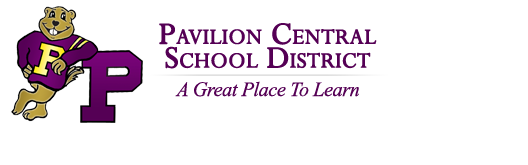 P
P
PAVILION CENTRAL
SCHOOL DISTRICT
A Great Place To Learn